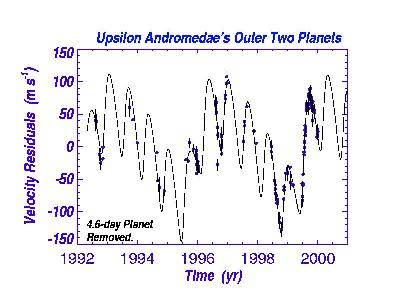 Upsilon Andromedae's Outer Two Planets
150
100
50
0
-50
-100
-150
Velocity Residuals (m s⁻¹)
4.6-day Planet
Removed.
1992 1994 1996 1998 2000
Time (yr)